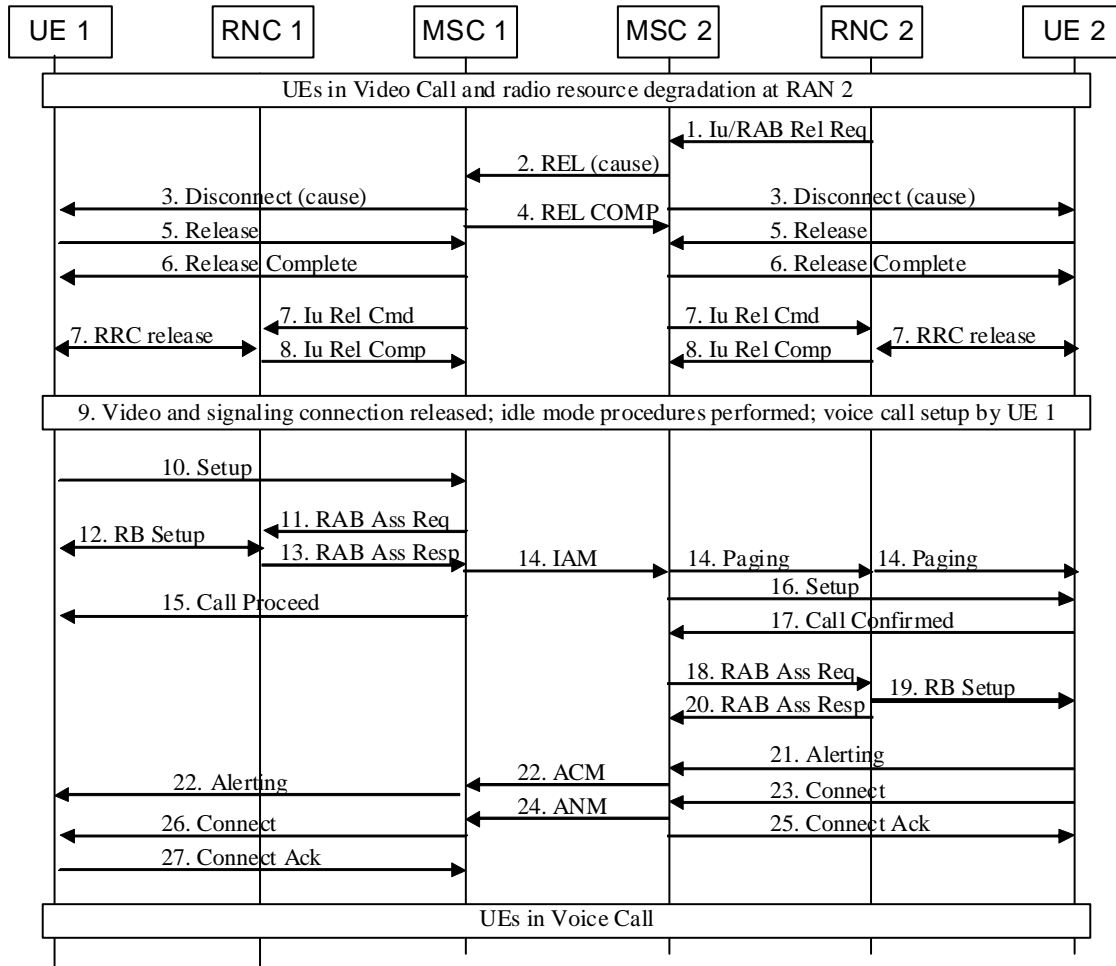 UE 1
RNC 1
MSC 1
MSC 2
RNC 2
UE 2
UEs in Video Call and radio resource degradation at RAN 2
1. Iu/RAB Rel Req
2. REL (cause)
3. Disconnect (cause)
3. Disconnect (cause)
4. REL COMP
5. Release
5. Release
6. Release Complete
6. Release Complete
7. Iu Rel Cmd
7. Iu Rel Cmd
7. RRC release
7. RRC release
8. Iu Rel Comp
8. Iu Rel Comp
9. Video and signaling connection released; idle mode procedures performed; voice call setup by UE 1
10. Setup
11. RAB Ass Req
12. RB Setup
13. RAB Ass Resp
14. IAM
14. Paging
14. Paging
16. Setup
15. Call Proceed
17. Call Confirmed
18. RAB Ass Req
19. RB Setup
20. RAB Ass Resp
21. Alerting
22. ACM
22. Alerting
23. Connect
24. ANM
26. Connect
25. Connect Ack
27. Connect Ack
UEs in Voice Call